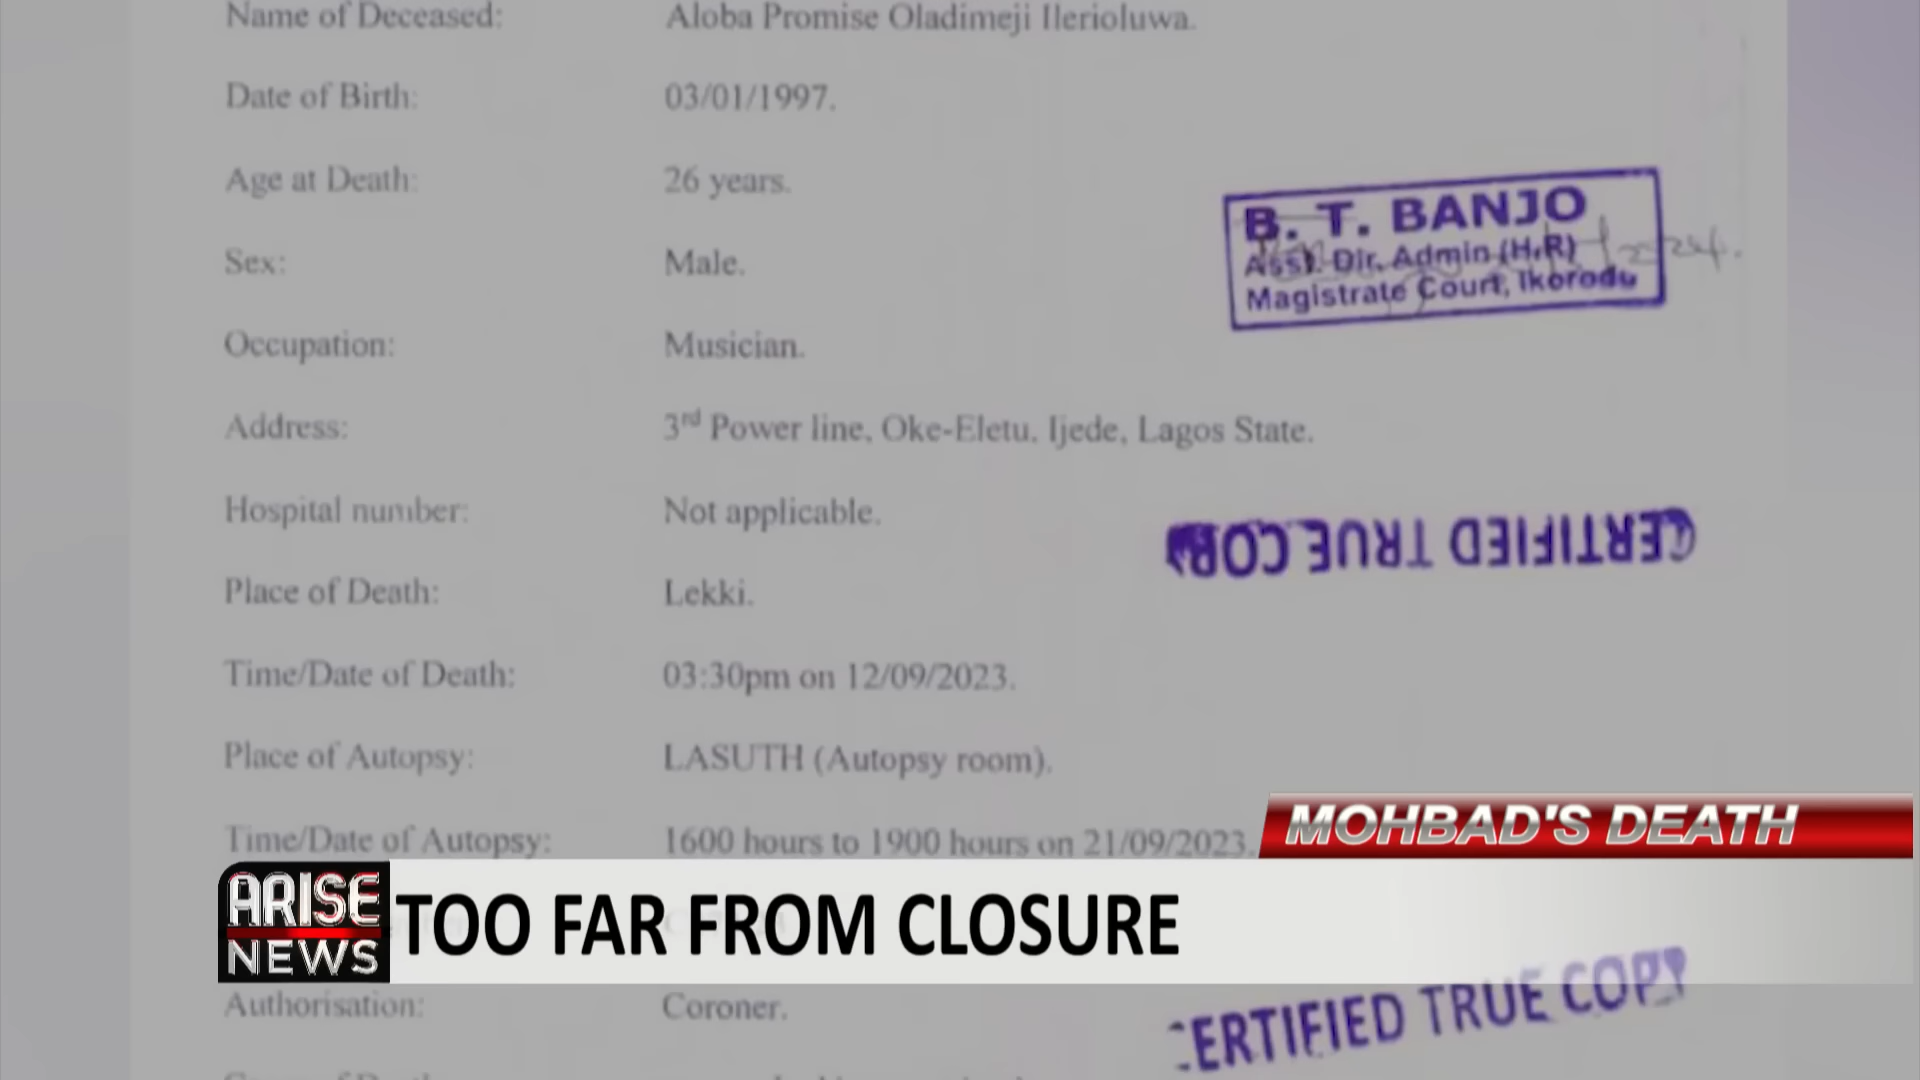 Name of Deceased: Aloba Promise Oladimeji Ilerioluwa.
Date of Birth: 03/01/1997.
Age at Death: 26 years.
Sex: Male.
Occupation: Musician.
Address: 3rd Power line, Oke-Eletu, Ijede, Lagos State.
Hospital number: Not applicable.
Place of Death: Lekki.
Time/Date of Death: 03:30pm on 12/09/2023.
Place of Autopsy: LASUTH (Autopsy room).
Time/Date of Autopsy: 1600 hours to 1900 hours on 21/09/2023.
Authorisation: Coroner.
B. T. BANJO
Asst. Dir. Admin (H.R)
Magistrate Court, Ikorodu
CERTIFIED TRUE COPY
CERTIFIED TRUE COPY
MOHBAD'S DEATH
ARISE
NEWS
TOO FAR FROM CLOSURE